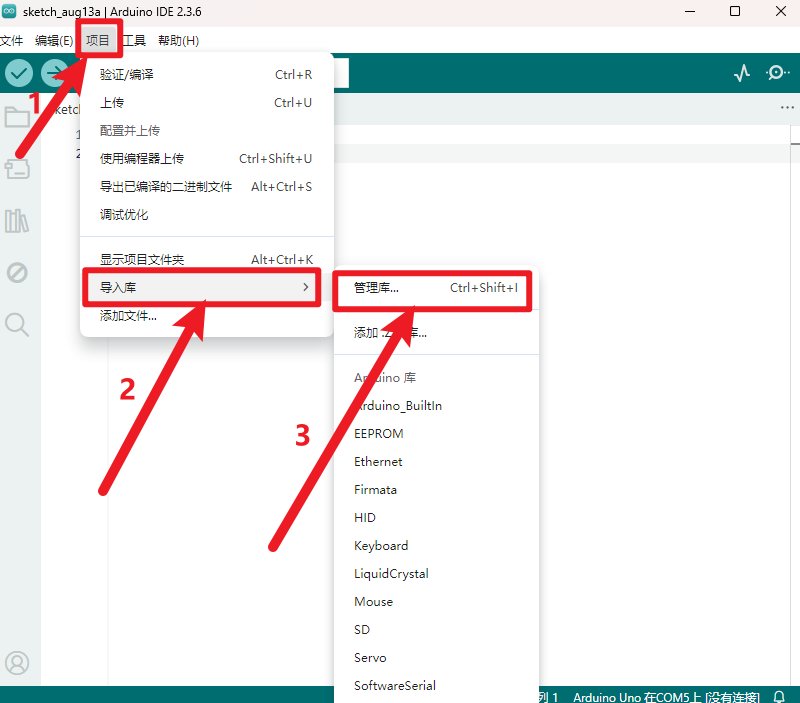 sketch_aug13a | Arduino IDE 2.3.6
文件 编辑(E) 项目 工具 帮助(H)
验证/编译 Ctrl+R
上传 Ctrl+U
1
配置并上传
使用编程器上传 Ctrl+Shift+U
导出已编译的二进制文件 Alt+Ctrl+S
调试优化
显示项目文件夹 Alt+Ctrl+K
导入库
管理库... Ctrl+Shift+I
添加文件...
添加 库...
2
3
Arduino 库
Arduino_BuiltIn
EEPROM
Ethernet
Firmata
HID
Keyboard
LiquidCrystal
Mouse
SD
Servo
SoftwareSerial
列 1 Arduino Uno 在COM5上 [没有连接]